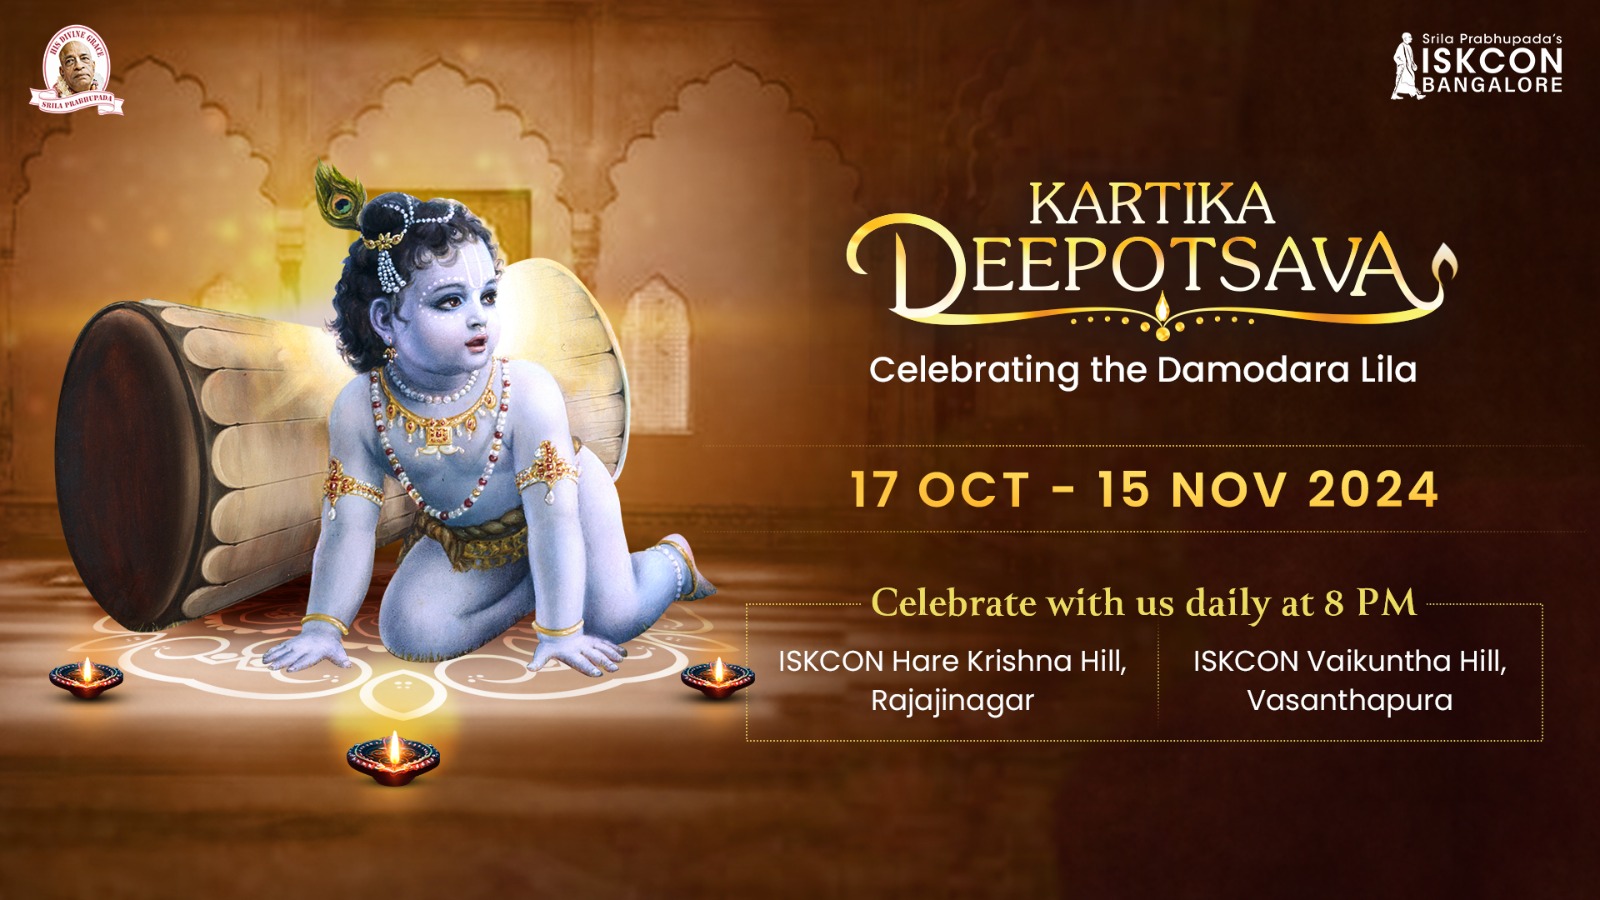 HIS DIVINE GRACE
SRILA PRABHUPADA
Srila Prabhupada's
ISKCON
BANGALORE
KARTIKA
DEEPOTSAVA
Celebrating the Damodara Lila
17 OCT - 15 NOV 2024
Celebrate with us daily at 8 PM
ISKCON Hare Krishna Hill,
Rajajinagar
ISKCON Vaikuntha Hill,
Vasanthapura